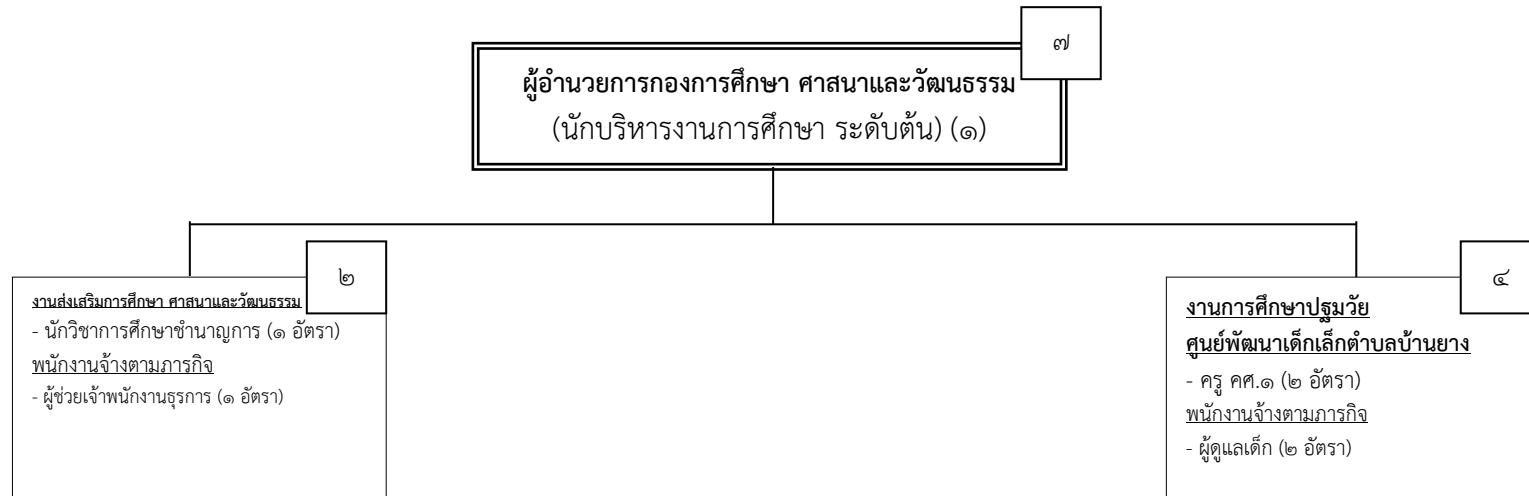 ๗
ผู้อำนวยการกองการศึกษา ศาสนาและวัฒนธรรม
(นักบริหารงานการศึกษา ระดับต้น) (๑)
๒
งานส่งเสริมการศึกษา ศาสนาและวัฒนธรรม
- นักวิชาการศึกษาชำนาญการ (๑ อัตรา)
พนักงานจ้างตามภารกิจ
- ผู้ช่วยเจ้าพนักงานธุรการ (๑ อัตรา)
๔
งานการศึกษาปฐมวัย
ศูนย์พัฒนาเด็กเล็กตำบลบ้านยาง
- ครู คศ.๑ (๒ อัตรา)
พนักงานจ้างตามภารกิจ
- ผู้ดูแลเด็ก (๒ อัตรา)